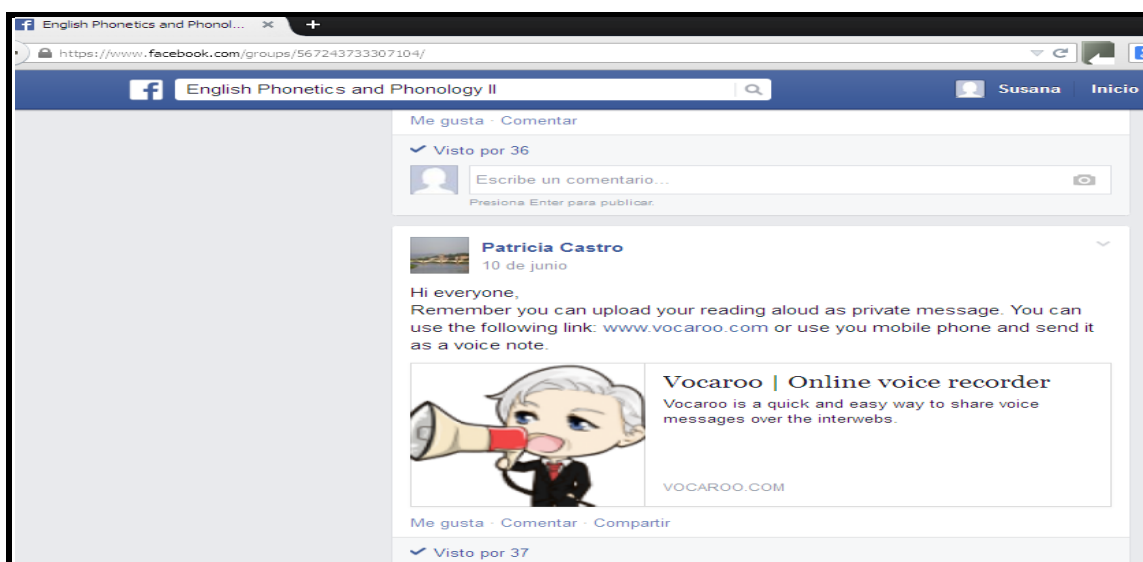 English Phonetics and Phonol... × +
https://www.facebook.com/groups/567243733307104/
f English Phonetics and Phonology II Susana Inicio
Me gusta · Comentar
Visto por 36
Escribe un comentario...
Presiona Enter para publicar.
Patricia Castro
10 de junio
Hi everyone,
Remember you can upload your reading aloud as private message. You can
use the following link: www.vocaroo.com or use you mobile phone and send it
as a voice note.
Vocaroo | Online voice recorder
Vocaroo is a quick and easy way to share voice
messages over the interwebs.
VOCAROO.COM
Me gusta · Comentar · Compartir
Visto por 37